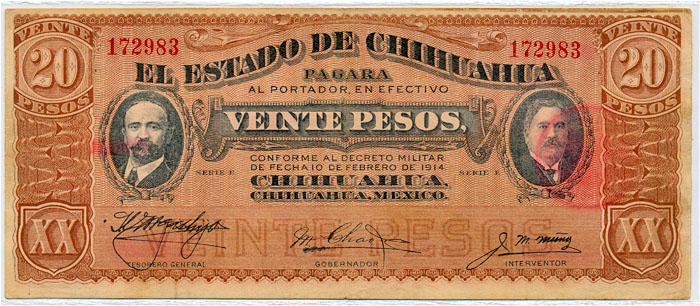 VEINTE
20
PESOS
172983
172983
VEINTE
20
PESOS
EL ESTADO DE CHIHUAHUA
PAGARA
AL PORTADOR, EN EFECTIVO
VEINTE PESOS,
CONFORME AL DECRETO MILITAR
SERIE E
DE FECHA 10 DE FEBRERO DE 1914.
SERIE E
CHIHUAHUA,
CHIHUAHUA, MEXICO.
XX
VEINTE PESOS
XX
TESORERO GENERAL
GOBERNADOR
INTERVENTOR